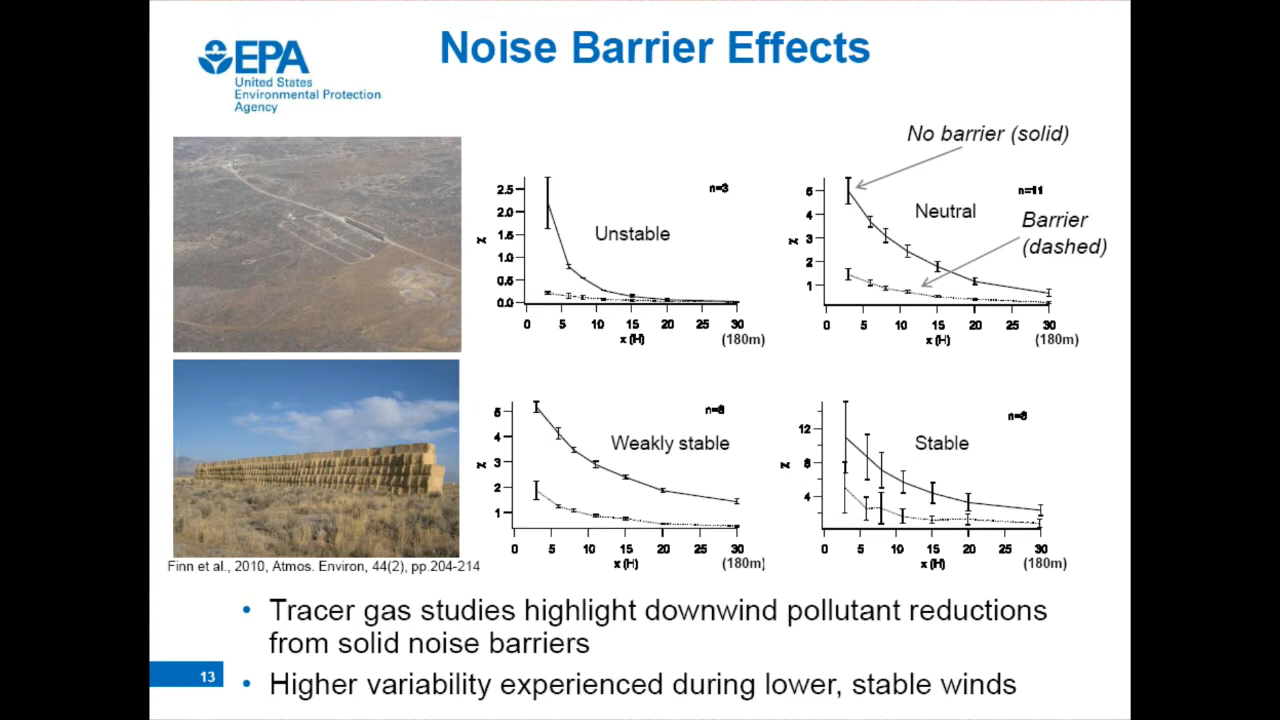 EPA
United States
Environmental Protection
Agency
Noise Barrier Effects
No barrier (solid)
Barrier
(dashed)
2.5
2.0
1.5
1.0
0.5
0.0
χ
n=3
Unstable
0 5 10 15 20 25 30
x (H)
(180m)
4
3
2
1
χ
n=11
Neutral
0 5 10 15 20 25 30
x (H)
(180m)
4
3
2
1
χ
Weakly stable
0 5 10 15 20 25 30
x (H)
(180m)
12
8
4
χ
Stable
0 5 10 15 20 25 30
x (H)
(180m)
Finn et al., 2010, Atmos. Environ, 44(2), pp.204-214
• Tracer gas studies highlight downwind pollutant reductions
from solid noise barriers
• Higher variability experienced during lower, stable winds
13